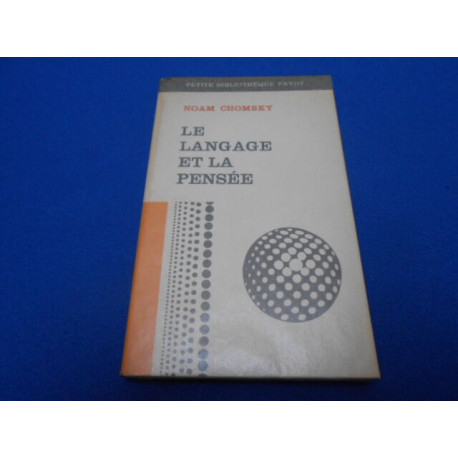 PETITE BIBLIOTHÈQUE PAYOT
NOAM CHOMSKY
LE
LANGAGE
ET LA
PENSÉE